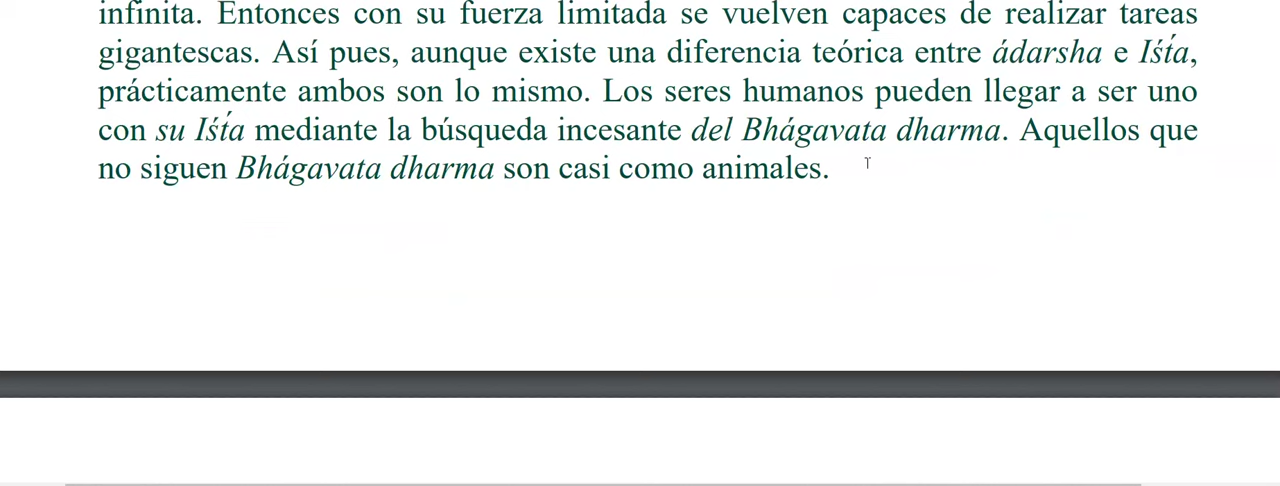 infinita. Entonces con su fuerza limitada se vuelven capaces de realizar tareas
gigantescas. Así pues, aunque existe una diferencia teórica entre ádarsha e Iśt́a,
prácticamente ambos son lo mismo. Los seres humanos pueden llegar a ser uno
con su Iśt́a mediante la búsqueda incesante del Bhágavata dharma. Aquellos que
no siguen Bhágavata dharma son casi como animales.